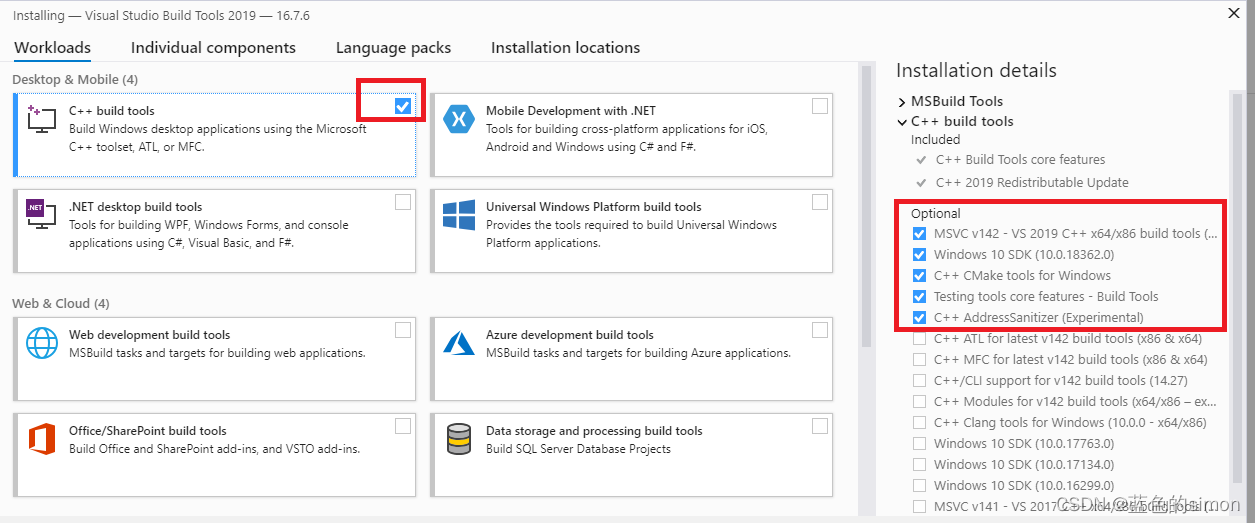 Installing — Visual Studio Build Tools 2019 — 16.7.6
Workloads
Individual components
Language packs
Installation locations
Desktop & Mobile (4)
C++ build tools
Build Windows desktop applications using the Microsoft
C++ toolset, ATL, or MFC.
Mobile Development with .NET
Tools for building cross-platform applications for iOS,
Android and Windows using C# and F#.
.NET
.NET desktop build tools
Tools for building WPF, Windows Forms, and console
applications using C#, Visual Basic, and F#.
Universal Windows Platform build tools
Provides the tools required to build Universal Windows
Platform applications.
Web & Cloud (4)
Web development build tools
MSBuild tasks and targets for building web applications.
Azure development build tools
MSBuild tasks and targets for building Azure applications.
Office/SharePoint build tools
Build Office and SharePoint add-ins, and VSTO add-ins.
Data storage and processing build tools
Build SQL Server Database Projects
Installation details
MSBuild Tools
C++ build tools
Included
C++ Build Tools core features
C++ 2019 Redistributable Update
Optional
MSVC v142 - VS 2019 C++ x64/x86 build tools (...
Windows 10 SDK (10.0.18362.0)
C++ CMake tools for Windows
Testing tools core features - Build Tools
C++ AddressSanitizer (Experimental)
C++ ATL for latest v142 build tools (x86 & x64)
C++ MFC for latest v142 build tools (x86 & x64)
C++/CLI support for v142 build tools (14.27)
C++ Modules for v142 build tools (x64/x86 – ex...
C++ Clang tools for Windows (10.0.0 - x64/x86)
Windows 10 SDK (10.0.17763.0)
Windows 10 SDK (10.0.17134.0)
Windows 10 SDK (10.0.16299.0)
MSVC v141 - VS 2017 C++ x64/x86 build tools (...
CSDN @蓝色的simon